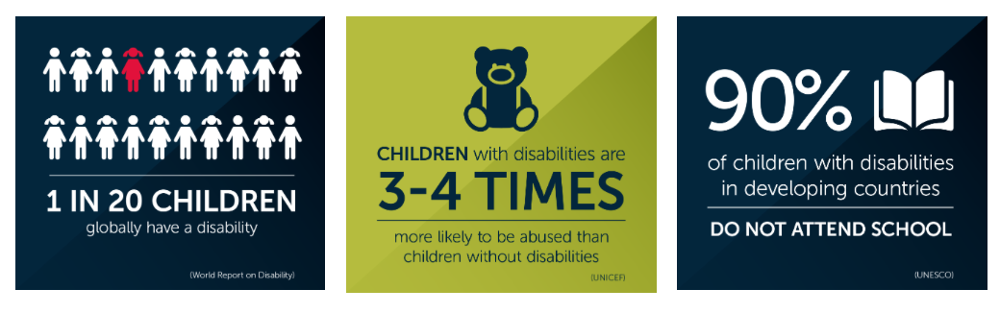 1 IN 20 CHILDREN
globally have a disability
(World Report on Disability)
CHILDREN with disabilities are
3-4 TIMES
more likely to be abused than
children without disabilities
(UNICEF)
90%
of children with disabilities
in developing countries
DO NOT ATTEND SCHOOL
(UNESCO)